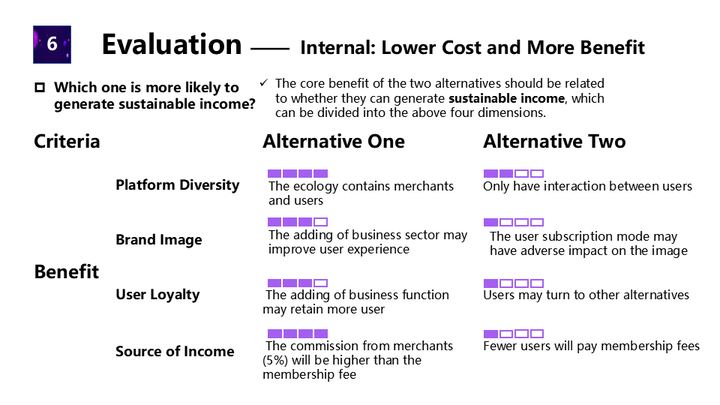 6
Evaluation —— Internal: Lower Cost and More Benefit
Which one is more likely to
generate sustainable income?
✓ The core benefit of the two alternatives should be related
to whether they can generate sustainable income, which
can be divided into the above four dimensions.
Criteria
Alternative One
Alternative Two
Benefit
Platform Diversity
The ecology contains merchants
and users
Only have interaction between users
Brand Image
The adding of business sector may
improve user experience
The user subscription mode may
have adverse impact on the image
User Loyalty
The adding of business function
may retain more user
Users may turn to other alternatives
Source of Income
The commission from merchants
(5%) will be higher than the
membership fee
Fewer users will pay membership fees